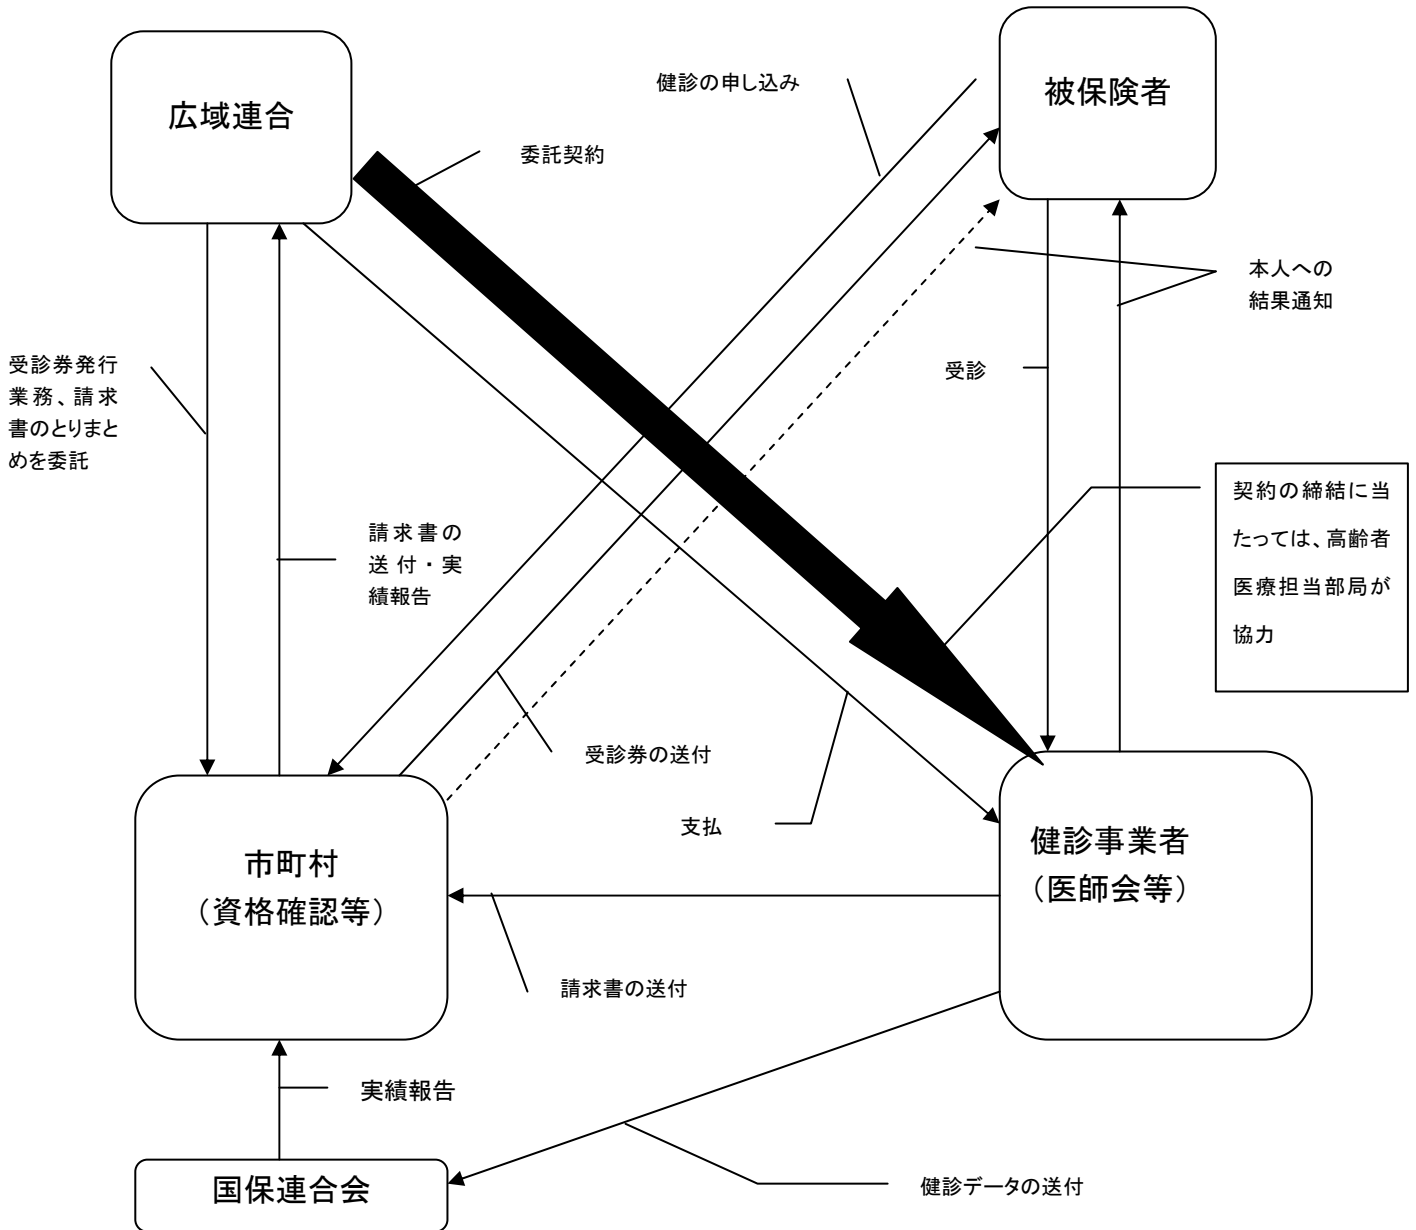 広域連合
被保険者
健診の申し込み
委託契約
本人への
結果通知
受診券発行
業務、請求
書のとりまと
めを委託
受診
請求書の
送付・実
績報告
契約の締結に当
たっては、高齢者
医療担当部局が
協力
受診券の送付
支払
市町村
（資格確認等）
健診事業者
（医師会等）
請求書の送付
実績報告
国保連合会
健診データの送付